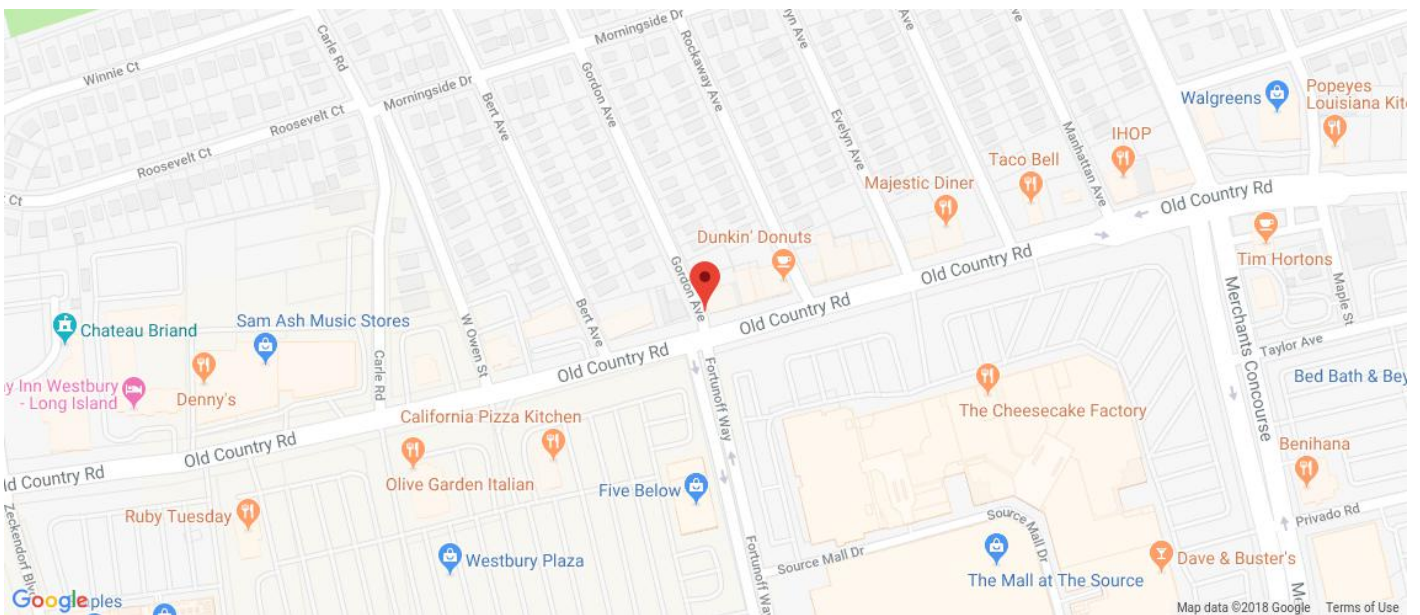 Carle Rd
Morningside Dr
Rockaway Ave
Winnie Ct
Gordon Ave
Walgreens
Popeyes
Louisiana Kit
Morningside Dr
Bert Ave
Evelyn Ave
Manhattan Ave
IHOP
Roosevelt Ct
Roosevelt Ct
Taco Bell
Majestic Diner
Old Country Rd
Ct
Dunkin' Donuts
Tim Hortons
Gordon Ave
Old Country Rd
Maple St
Chateau Briand
Sam Ash Music Stores
W Owen St
Bert Ave
Old Country Rd
Merchants Concourse
Taylor Ave
Carle Rd
Old Country Rd
Fortunoff Way
Bed Bath & Bey
y Inn Westbury
- Long Island
Denny's
The Cheesecake Factory
California Pizza Kitchen
Old Country Rd
ld Country Rd
Olive Garden Italian
Benihana
Five Below
Zeckendorf Blv
Ruby Tuesday
Source Mall Dr
Privado Rd
Westbury Plaza
Fortunoff Way
Source Mall Dr
The Mall at The Source
Dave & Buster's
Google
ples
Map data ©2018 Google
Terms of Use